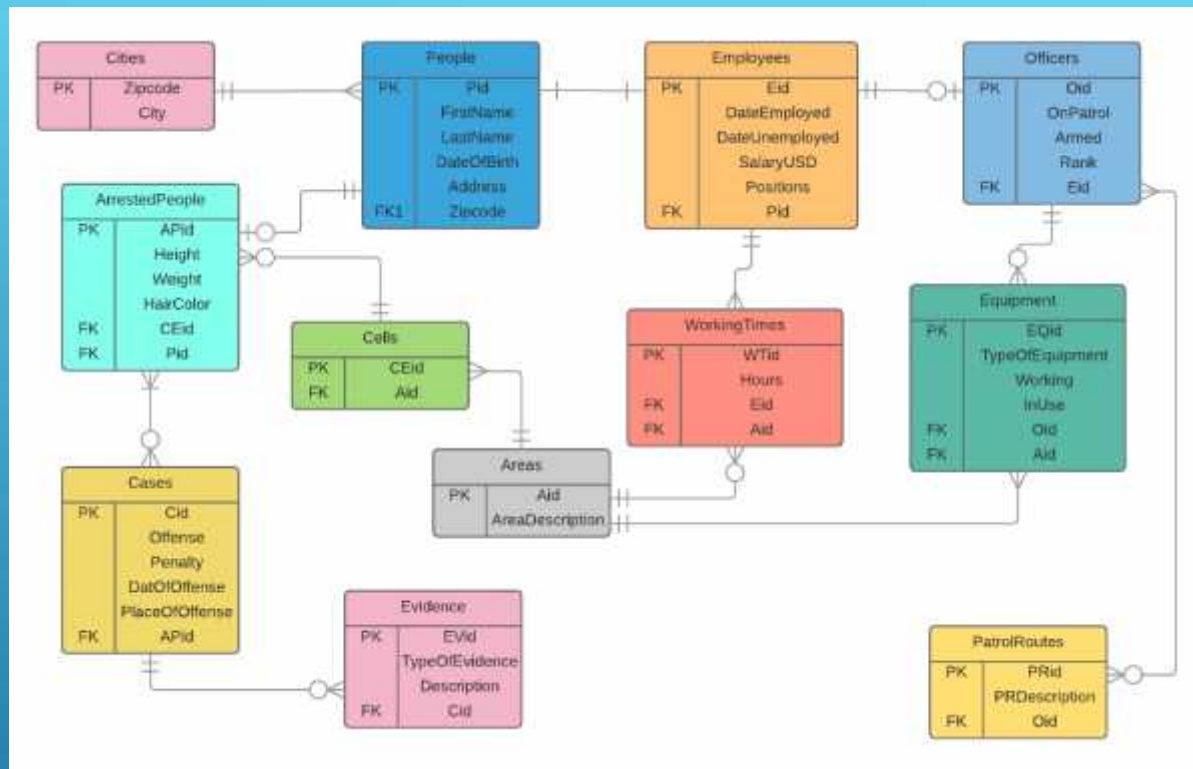 Cities
PK Zipcode
City
People
PK Pid
FirstName
LastName
DateOfBirth
Address
FK1 Zipcode
Employees
PK Eid
DateEmployed
DateUnemployed
SalaryUSD
Positions
FK Pid
Officers
PK Oid
OnPatrol
Armed
Rank
FK Eid
ArrestedPeople
PK APid
Height
Weight
HairColor
FK CEid
FK Pid
Cells
PK CEid
FK Aid
WorkingTimes
PK WTid
Hours
FK Eid
FK Aid
Equipment
PK EQid
TypeOfEquipment
Working
InUse
FK Oid
FK Aid
Areas
PK Aid
AreaDescription
Cases
PK Cid
Offense
Penalty
DatOfOffense
PlaceOfOffense
FK APid
Evidence
PK EVid
TypeOfEvidence
Description
FK Cid
PatrolRoutes
PK PRid
PRDescription
FK Oid